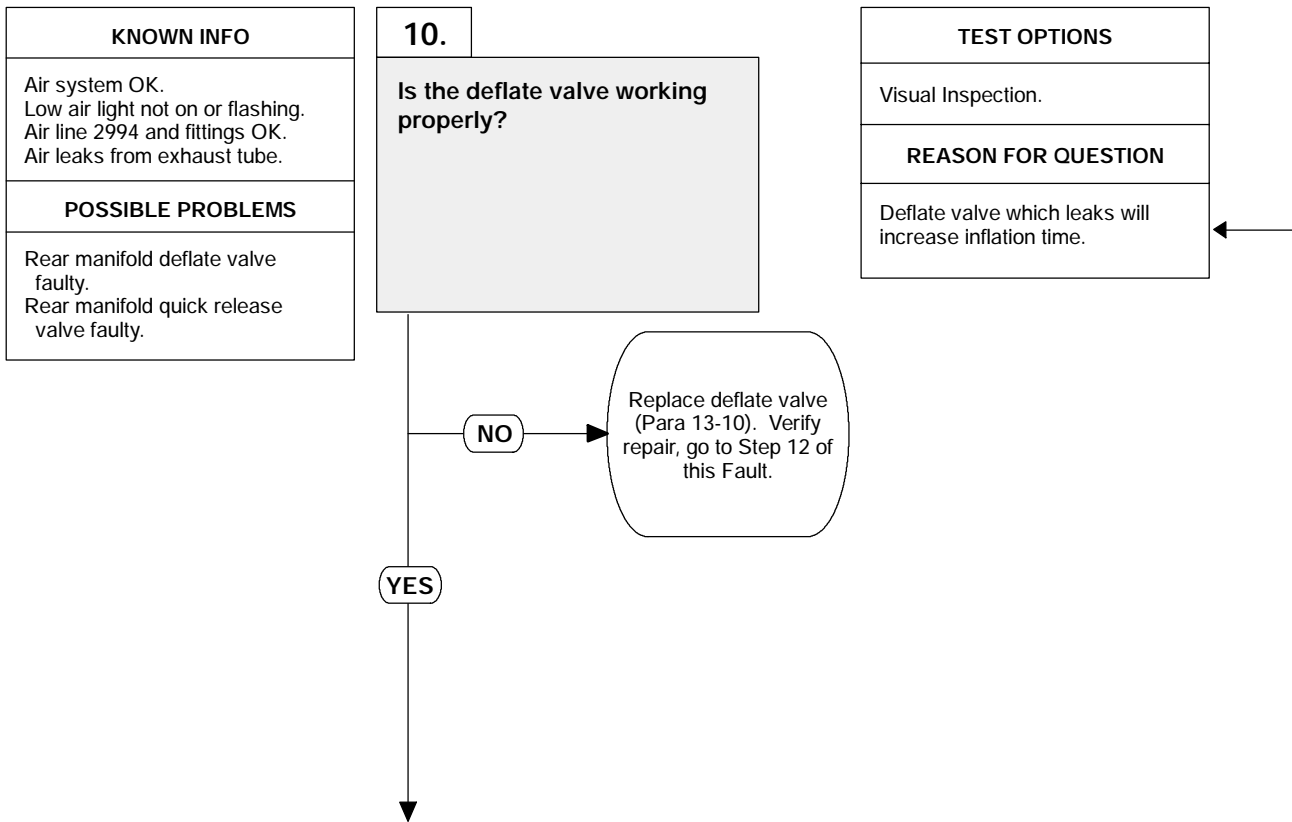 KNOWN INFO
Air system OK.
Low air light not on or flashing.
Air line 2994 and fittings OK.
Air leaks from exhaust tube.
POSSIBLE PROBLEMS
Rear manifold deflate valve
faulty.
Rear manifold quick release
valve faulty.
10.
Is the deflate valve working
properly?
TEST OPTIONS
Visual Inspection.
REASON FOR QUESTION
Deflate valve which leaks will
increase inflation time.
NO
Replace deflate valve
(Para 13-10). Verify
repair, go to Step 12 of
this Fault.
YES